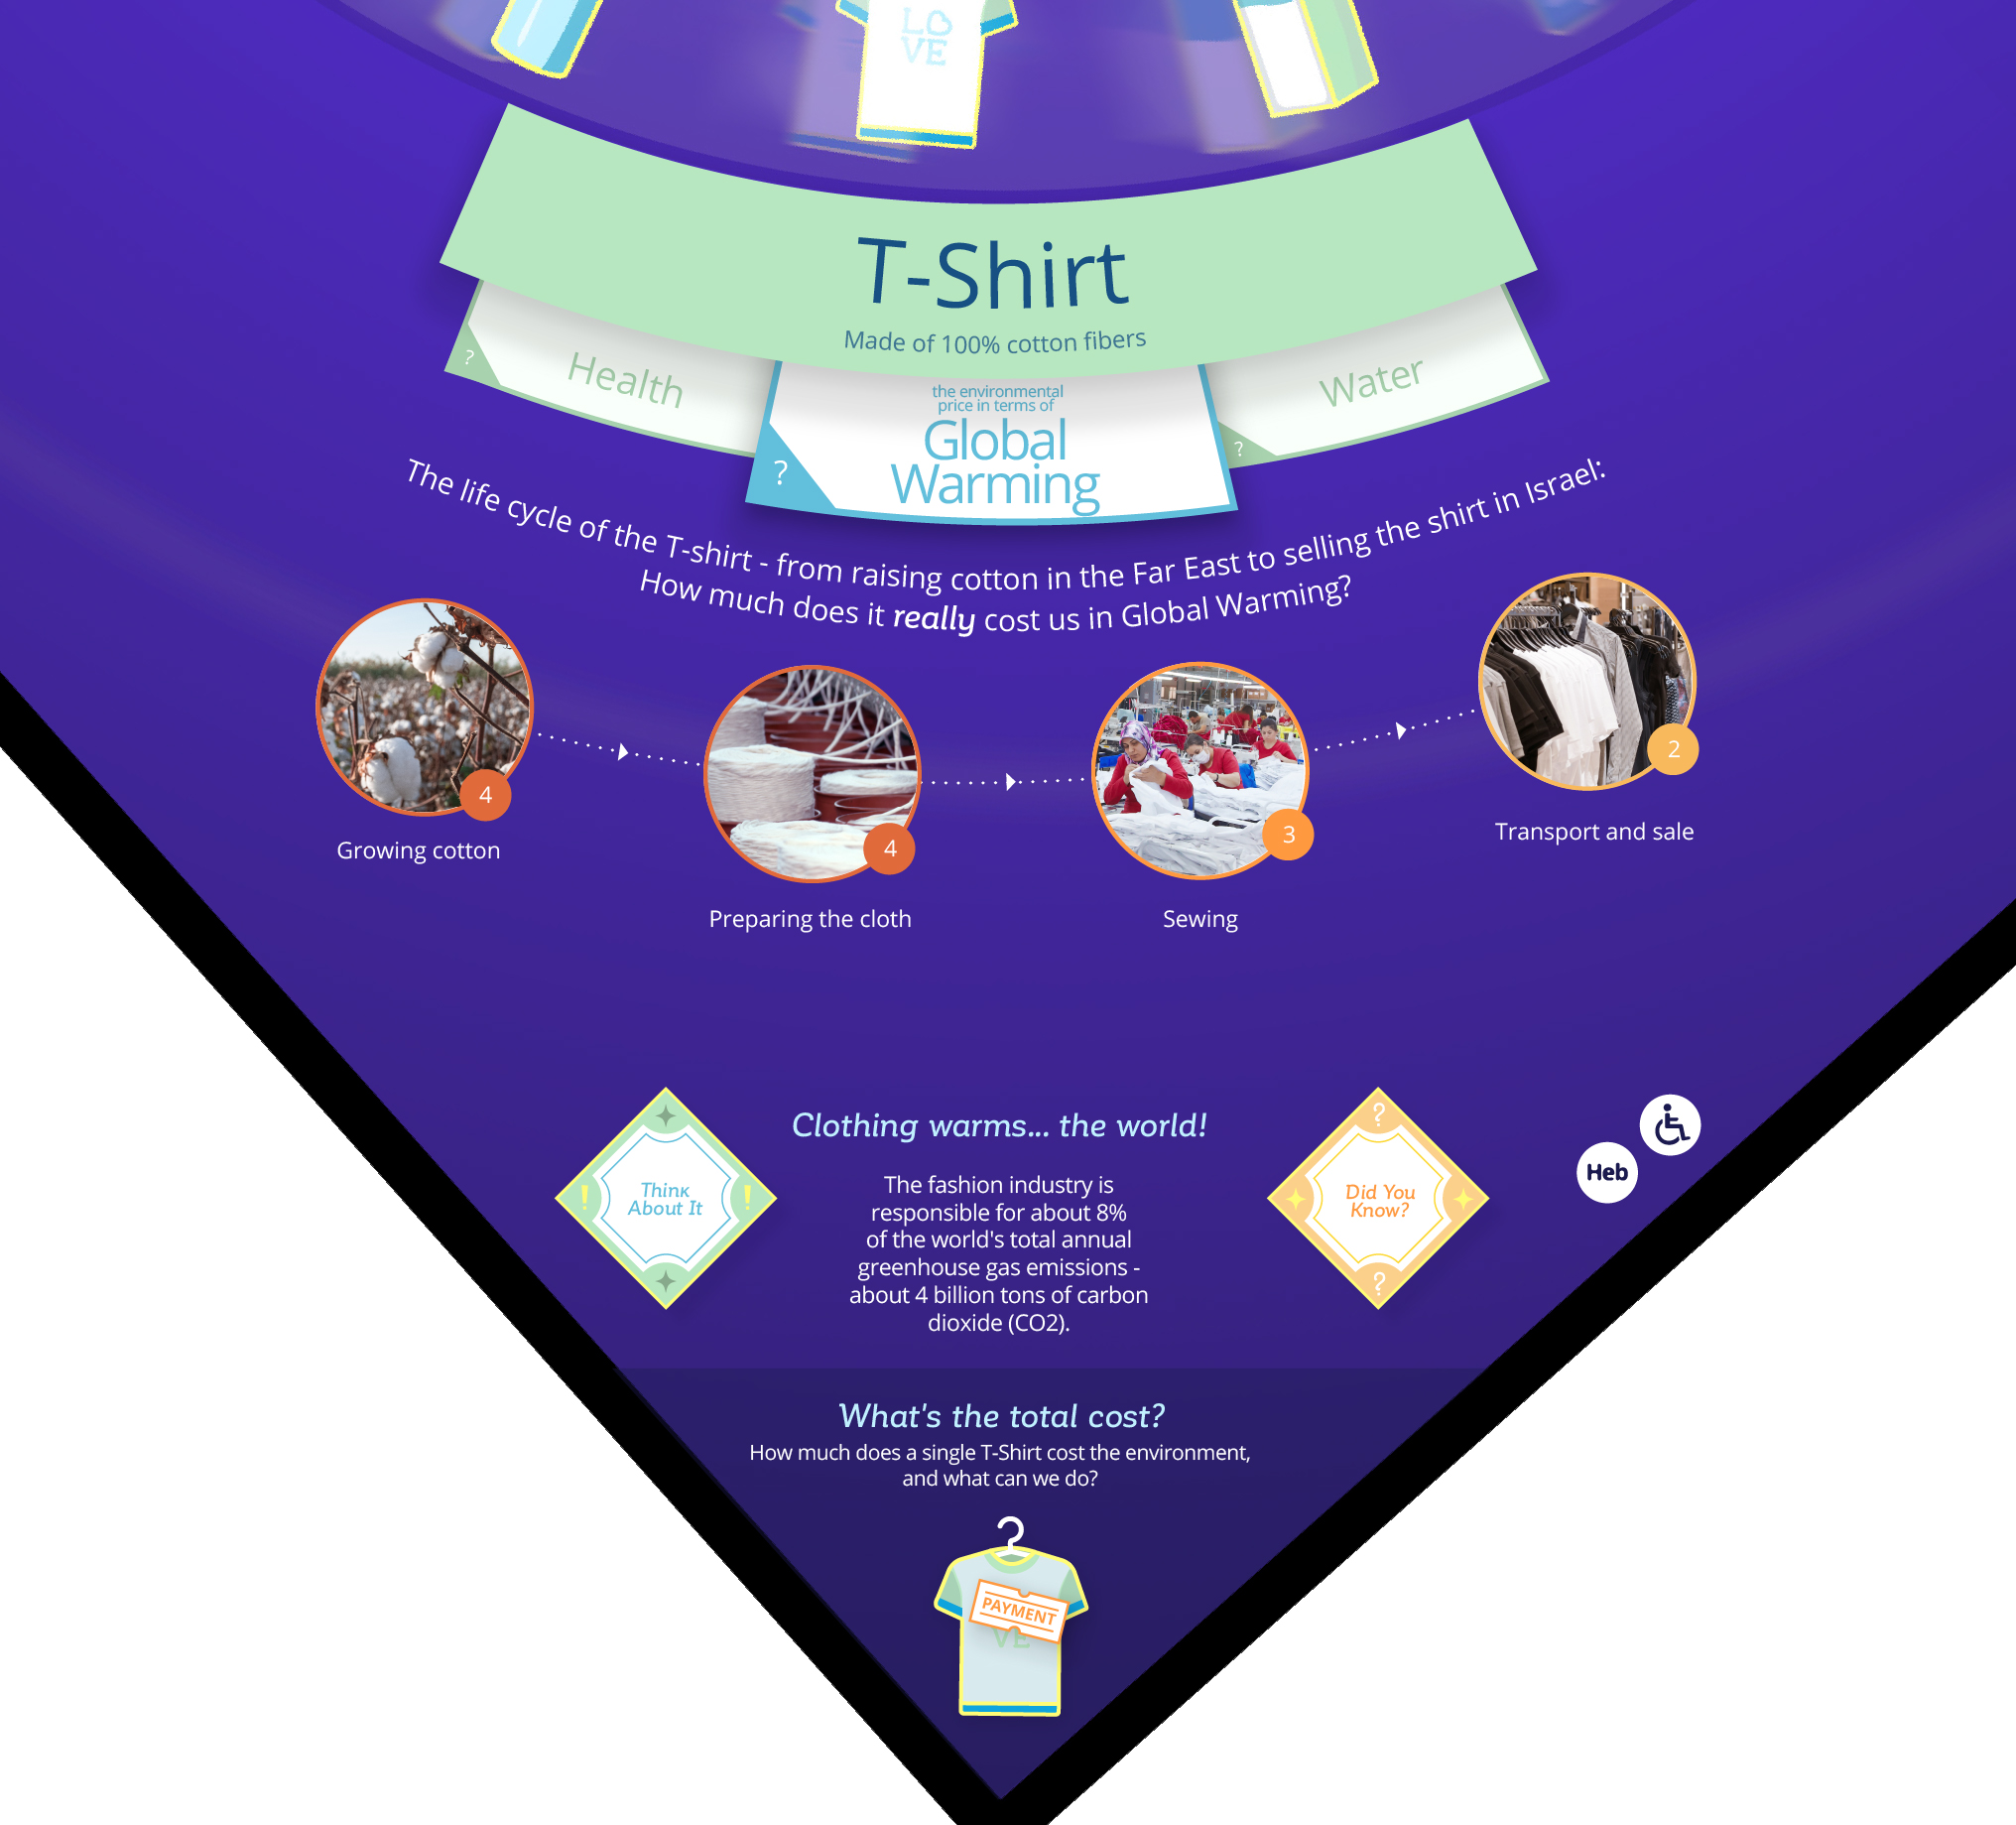 LO
VE
T-Shirt
Made of 100% cotton fibers
?
Health
the environmental
price in terms of
Global
Warming
?
?
Water
The life cycle of the T-shirt - from raising cotton in the Far East to selling the shirt in Israel:
How much does it really cost us in Global Warming?
4
Growing cotton
4
Preparing the cloth
3
Sewing
2
Transport and sale
!
Think
About It
!
Clothing warms... the world!
The fashion industry is
responsible for about 8%
of the world's total annual
greenhouse gas emissions -
about 4 billion tons of carbon
dioxide (CO2).
?
Did You
Know?
?
Heb
What's the total cost?
How much does a single T-Shirt cost the environment,
and what can we do?
PAYMENT
VE